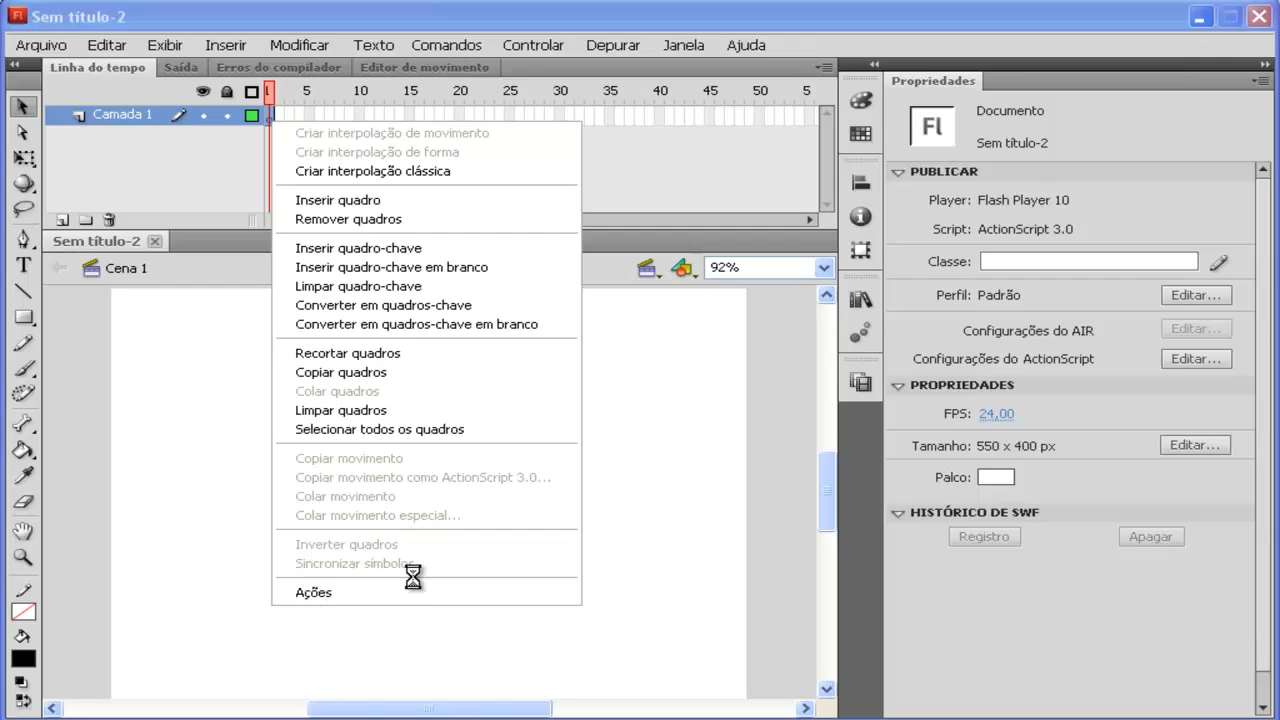 Sem título-2
Arquivo Editar Exibir Inserir Modificar Texto Comandos Controlar Depurar Janela Ajuda
Linha do tempo Saída Erros do compilador Editor de movimento
5 10 15 20 25 30 35 40 45 50 5
Camada 1
Criar interpolação de movimento
Criar interpolação de forma
Criar interpolação clássica
Inserir quadro
Remover quadros
Inserir quadro-chave
Inserir quadro-chave em branco
Limpar quadro-chave
Converter em quadros-chave
Converter em quadros-chave em branco
Recortar quadros
Copiar quadros
Colar quadros
Limpar quadros
Selecionar todos os quadros
Copiar movimento
Copiar movimento como ActionScript 3.0...
Colar movimento
Colar movimento especial...
Inverter quadros
Sincronizar símbolos
Ações
Sem título-2
Cena 1
92%
Propriedades
Fl
Documento
Sem título-2
PUBLICAR
Player: Flash Player 10
Script: ActionScript 3.0
Classe:
Perfil: Padrão Editar...
Configurações do AIR Editar...
Configurações do ActionScript Editar...
PROPRIEDADES
FPS: 24,00
Tamanho: 550 x 400 px Editar...
Palco:
HISTÓRICO DE SWF
Registro Apagar